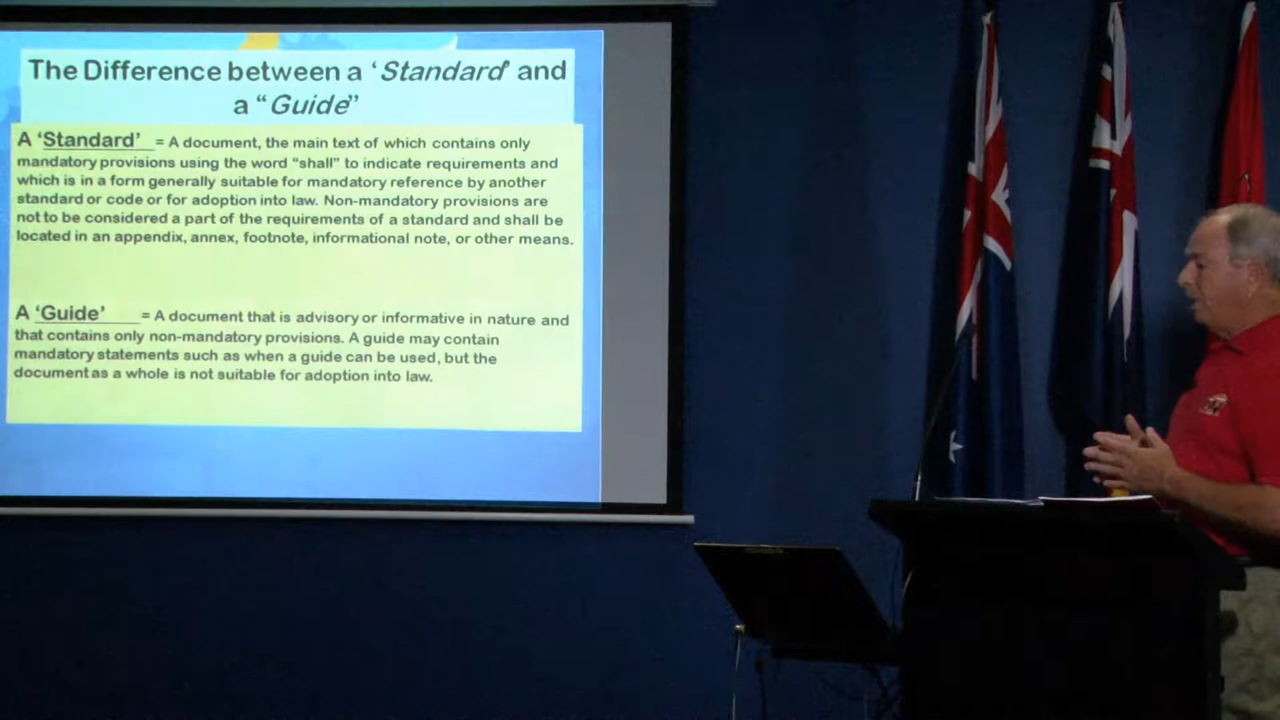 The Difference between a ‘Standard’ and
a “Guide”
A ‘Standard’ = A document, the main text of which contains only
mandatory provisions using the word “shall” to indicate requirements and
which is in a form generally suitable for mandatory reference by another
standard or code or for adoption into law. Non-mandatory provisions are
not to be considered a part of the requirements of a standard and shall be
located in an appendix, annex, footnote, informational note, or other means.
A ‘Guide’ = A document that is advisory or informative in nature and
that contains only non-mandatory provisions. A guide may contain
mandatory statements such as when a guide can be used, but the
document as a whole is not suitable for adoption into law.